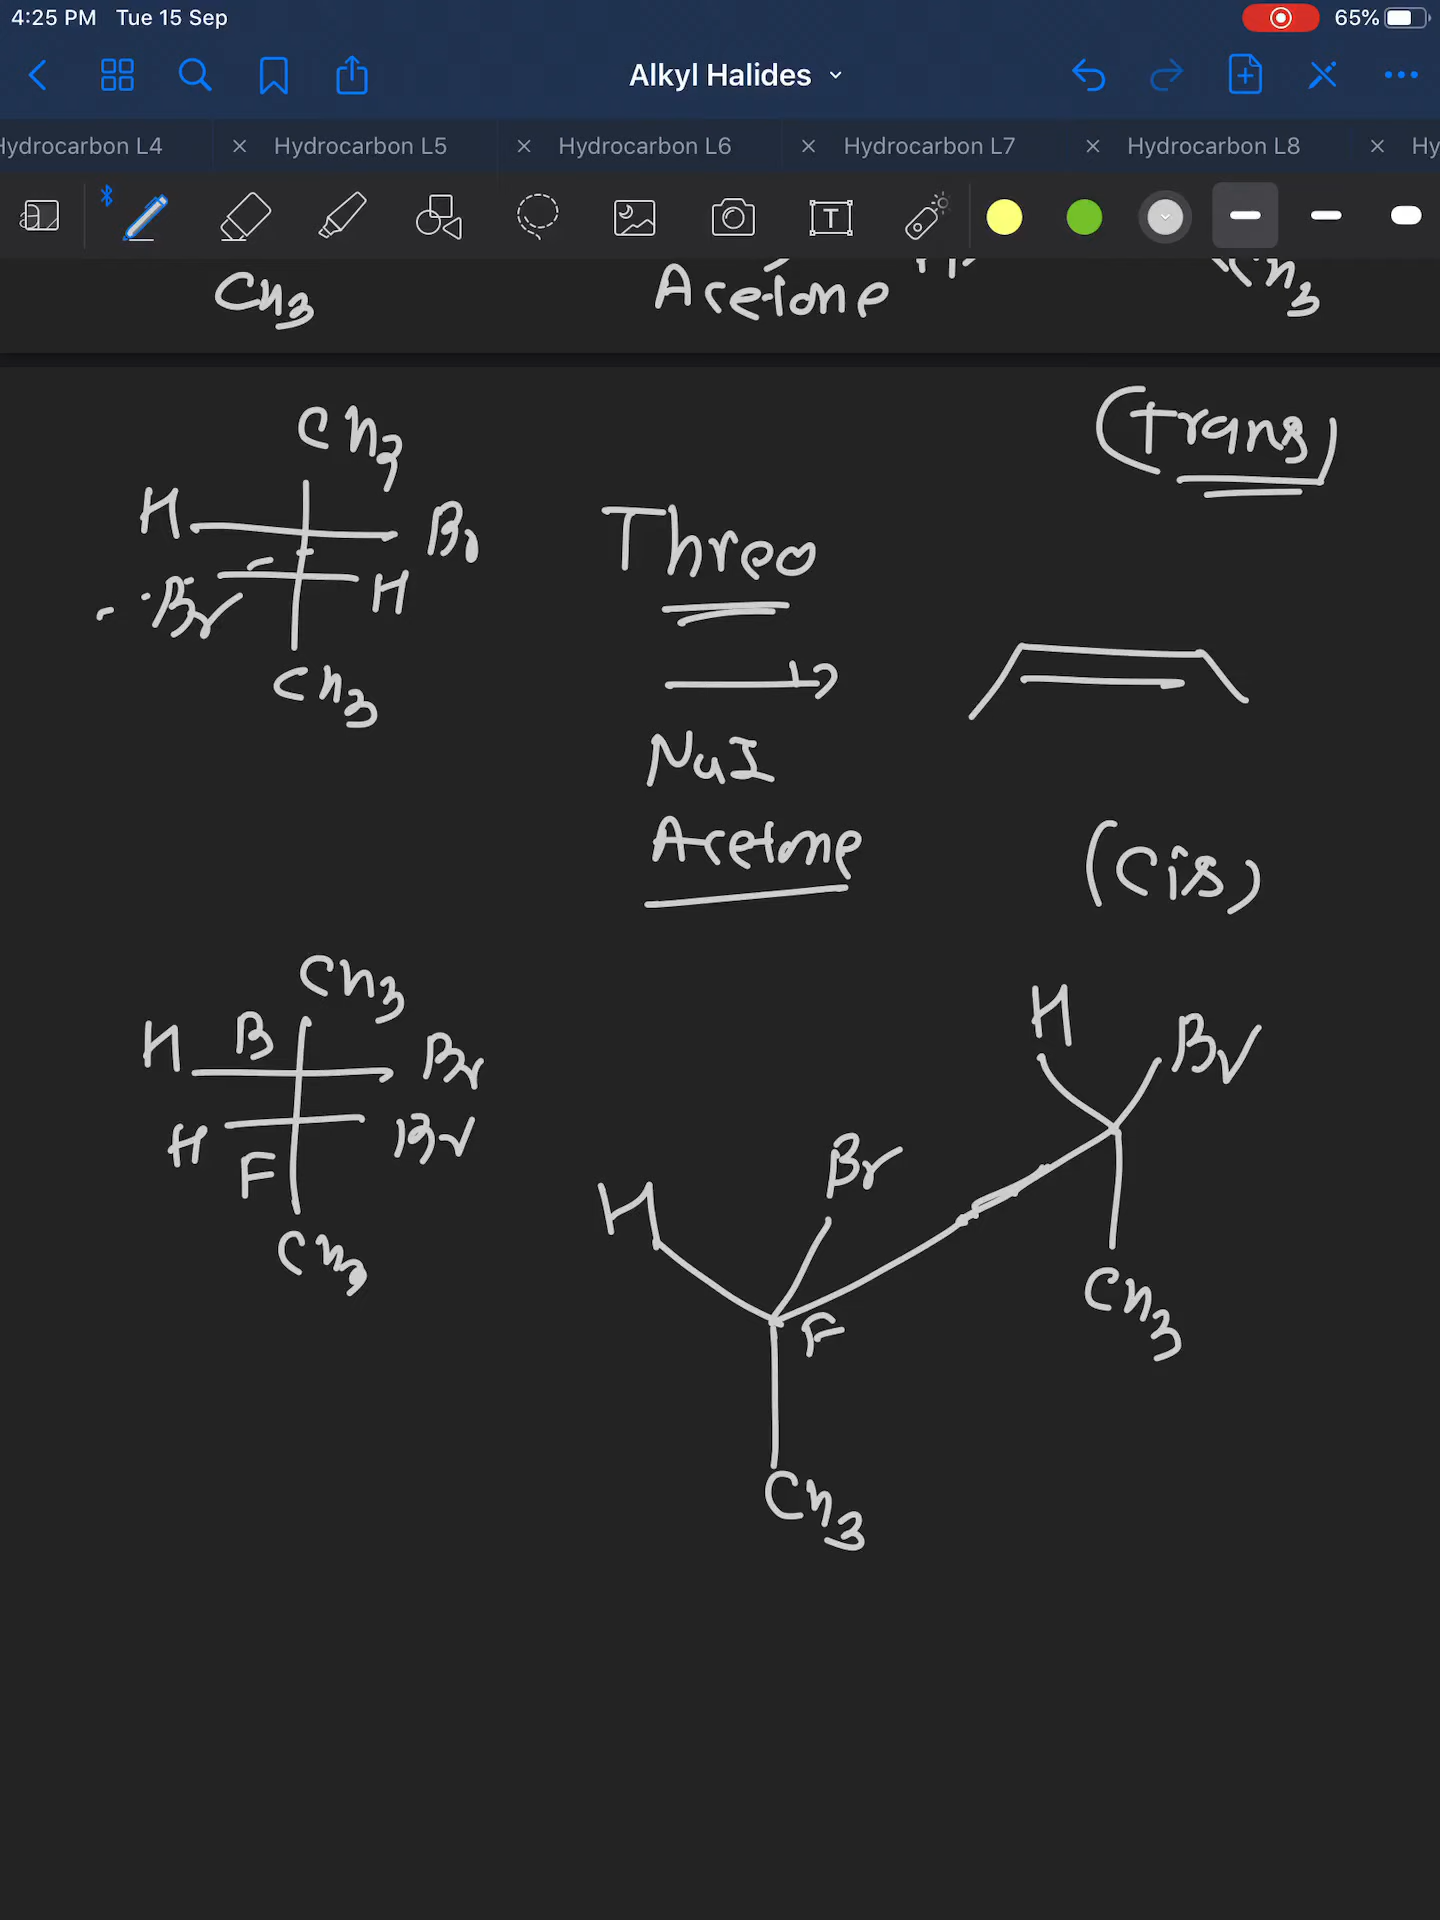 4:25 PM Tue 15 Sep 65%
Alkyl Halides
Hydrocarbon L4 Hydrocarbon L5 Hydrocarbon L6 Hydrocarbon L7 Hydrocarbon L8 Hy
T
CH3 Acetone CH3
(trans)
CH3
H Br
Threo
Br H
CH3
NaI
Acetone
(Cis)
CH3
H B Br
H F Br
CH3
H Br
H Br
F
CH3
CH3